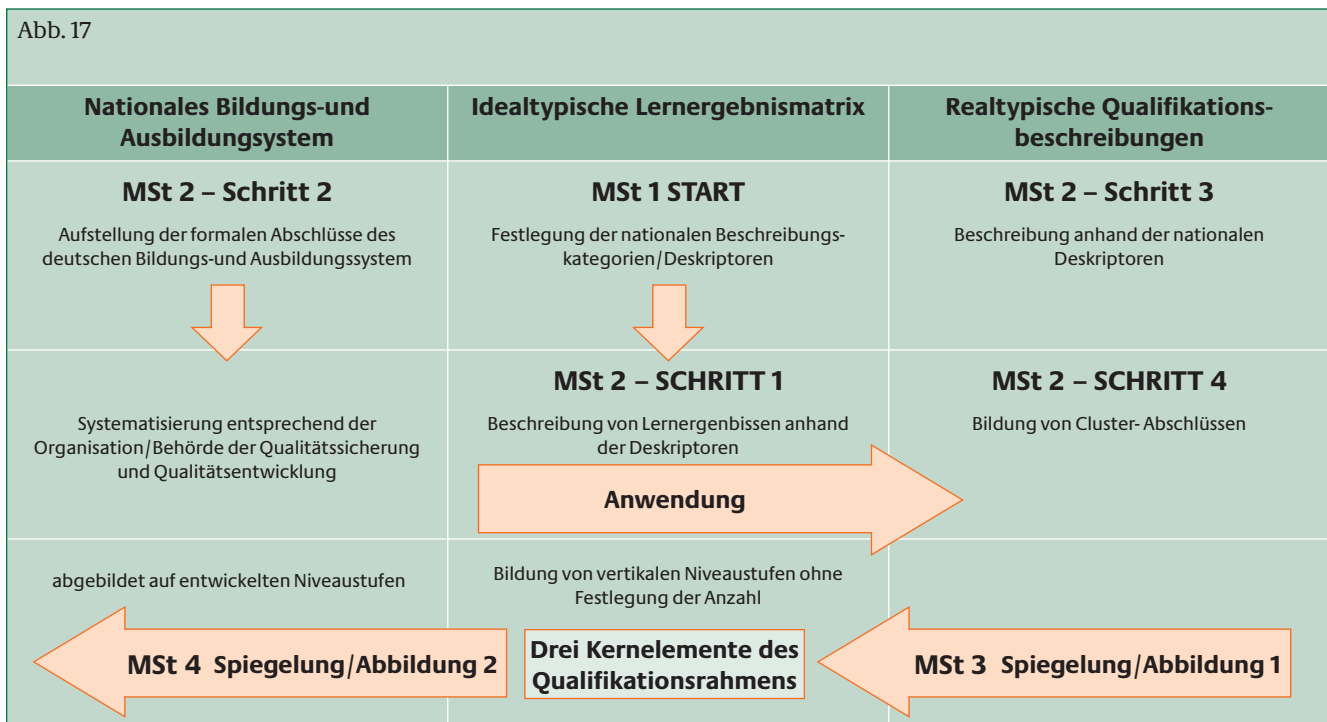 Abb. 17
Nationales Bildungs-und
Ausbildungsystem
Idealtypische Lernergebnismatrix
Realtypische Qualifikations-
beschreibungen
MSt 2 – Schritt 2
Aufstellung der formalen Abschlüsse des
deutschen Bildungs-und Ausbildungssystem
MSt 1 START
Festlegung der nationalen Beschreibungs-
kategorien/Deskriptoren
MSt 2 – Schritt 3
Beschreibung anhand der nationalen
Deskriptoren
Systematisierung entsprechend der
Organisation/Behörde der Qualitätssicherung
und Qualitätsentwicklung
MSt 2 – SCHRITT 1
Beschreibung von Lernergenbissen anhand
der Deskriptoren
Anwendung
MSt 2 – SCHRITT 4
Bildung von Cluster- Abschlüssen
abgebildet auf entwickelten Niveaustufen
MSt 4 Spiegelung/Abbildung 2
Bildung von vertikalen Niveaustufen ohne
Festlegung der Anzahl
Drei Kernelemente des
Qualifikationsrahmens
MSt 3 Spiegelung/Abbildung 1